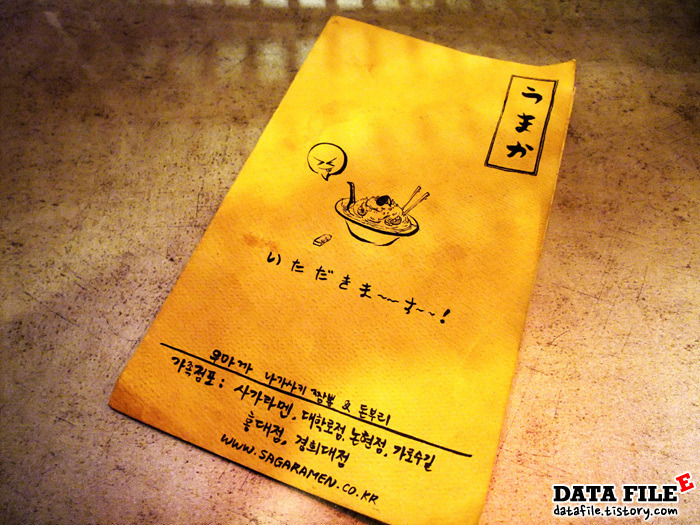 うまか
いただきま〜す〜!
우마까 나가사키 짬뽕 & 돈부리
가족점포 : 사가라멘, 대학로점, 논현점, 가로수길
홍대점, 경희대점
WWW.SAGARAMEN.CO.KR
DATA FILE E
datafile.tistory.com